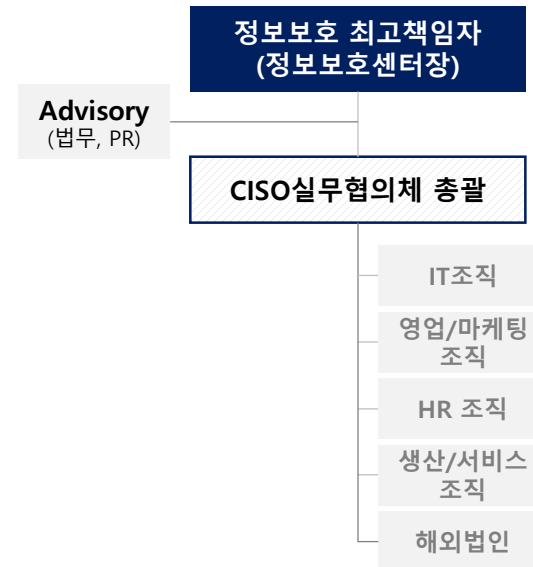 정보보호 최고책임자
(정보보호센터장)
Advisory
(법무, PR)
CISO실무협의체 총괄
IT조직
영업/마케팅
조직
HR 조직
생산/서비스
조직
해외법인